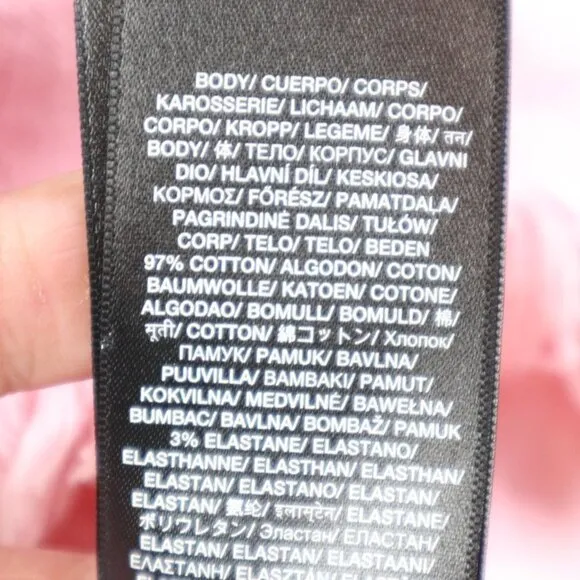 BODY/ CUERPO/ CORPS/
KAROSSERIE/ LICHAAM/ CORPO/
CORPO/ KROPP/ LEGEME/ 身体/ तन/
BODY/ 体/ ТЕЛО/ КОРПУС/ GLAVNI
DIO/ HLAVNÍ DÍL/ KESKIOSA/
ΚΟΡΜΟΣ/ FŐRÉSZ/ PAMATDALA/
PAGRINDINĖ DALIS/ TUŁÓW/
CORP/ TELO/ TELO/ BEDEN
97% COTTON/ ALGODON/ COTON/
BAUMWOLLE/ KATOEN/ COTONE/
ALGODAO/ BOMULL/ BOMULD/ 棉/
सूती/ COTTON/ 綿コットン/ Хлопок/
ПАМУК/ PAMUK/ BAVLNA/
PUUVILLA/ BAMBAKI/ PAMUT/
KOKVILNA/ MEDVILNĖ/ BAWEŁNA/
BUMBAC/ BAVLNA/ BOMBAŽ/ PAMUK
3% ELASTANE/ ELASTANO/
ELASTHANNE/ ELASTHAN/ ELASTHAN/
ELASTAN/ ELASTANO/ ELASTAN/
ELASTAN/ 氨纶/ इलास्टेन/ ELASTANE/
ポリウレタン/ Эластан/ ЕЛАСТАН/
ELASTAN/ ELASTAN/ ELASTAANI/
ΕΛΑΣΤΑΝΗ/ ELASZTÁN/